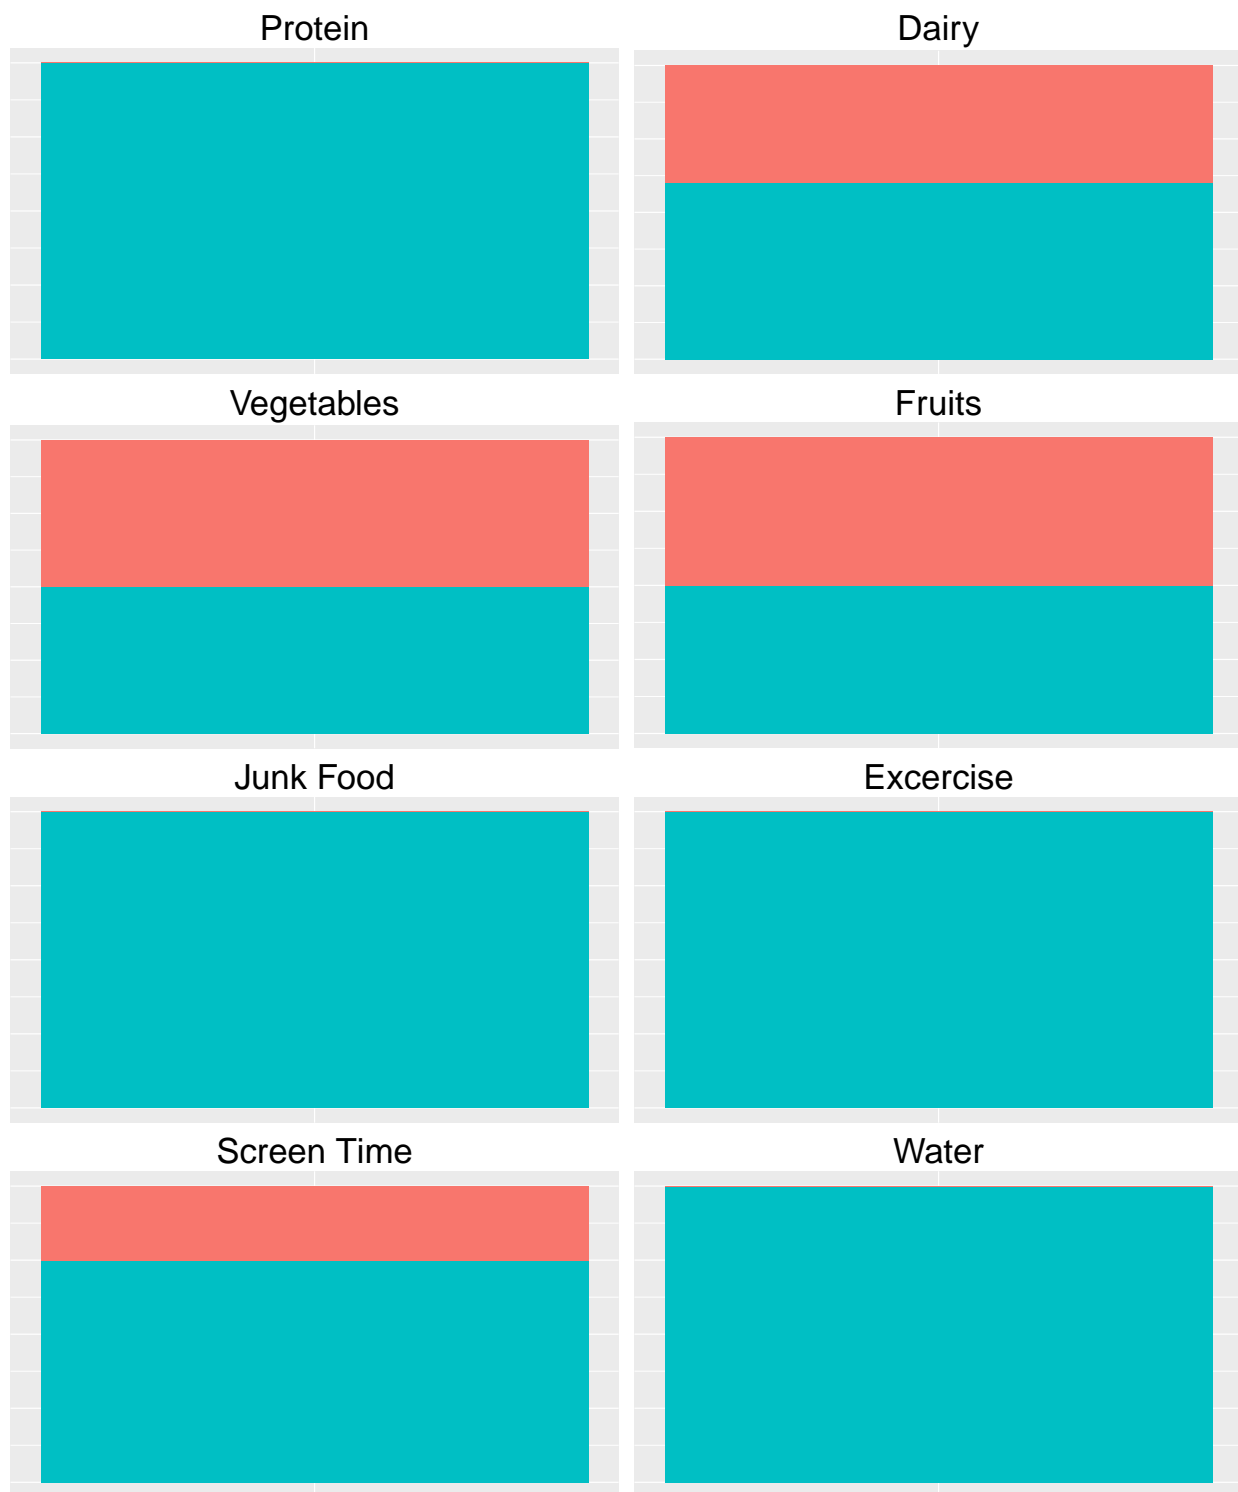 Protein
Dairy
Vegetables
Fruits
Junk Food
Excercise
Screen Time
Water